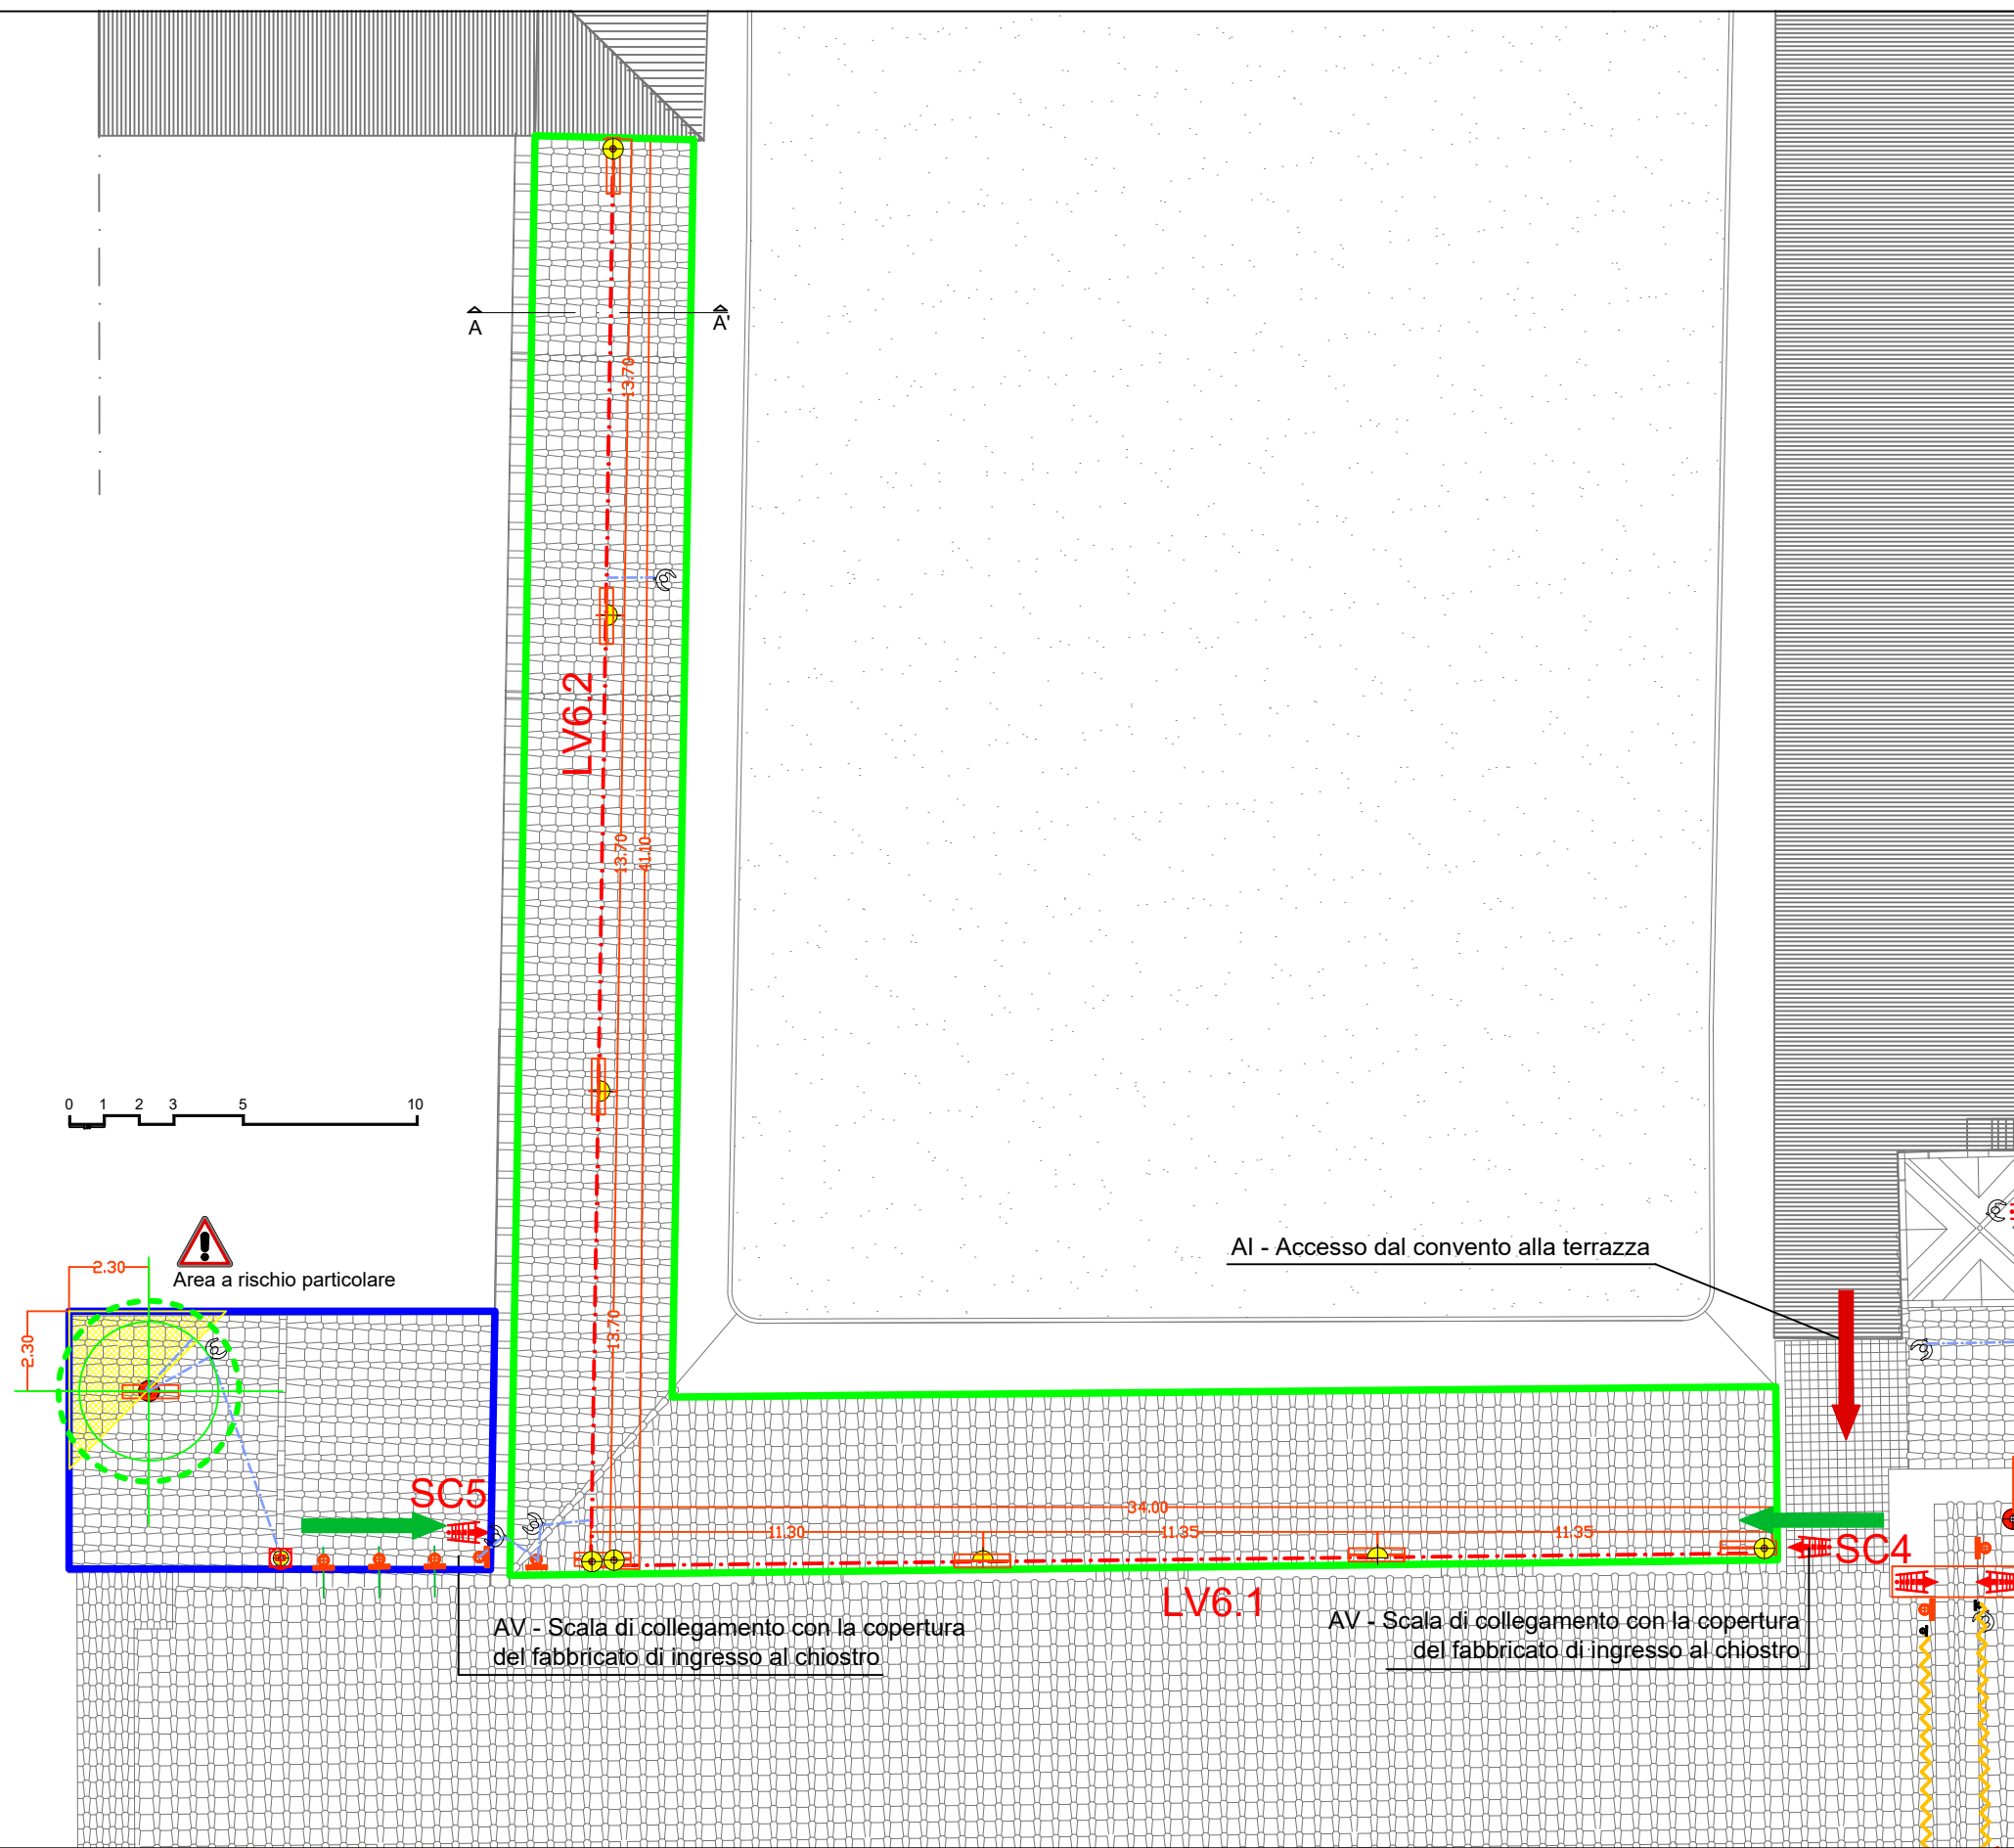 A
A'
13.70
LV6.2
13.70
41.10
0 1 2 3 5 10
AI - Accesso dal convento alla terrazza
2.30
Area a rischio particolare
2.30
13.70
SC5
34.00
11.30
11.35
11.35
SC4
LV6.1
AV - Scala di collegamento con la copertura
del fabbricato di ingresso al chiostro
AV - Scala di collegamento con la copertura
del fabbricato di ingresso al chiostro